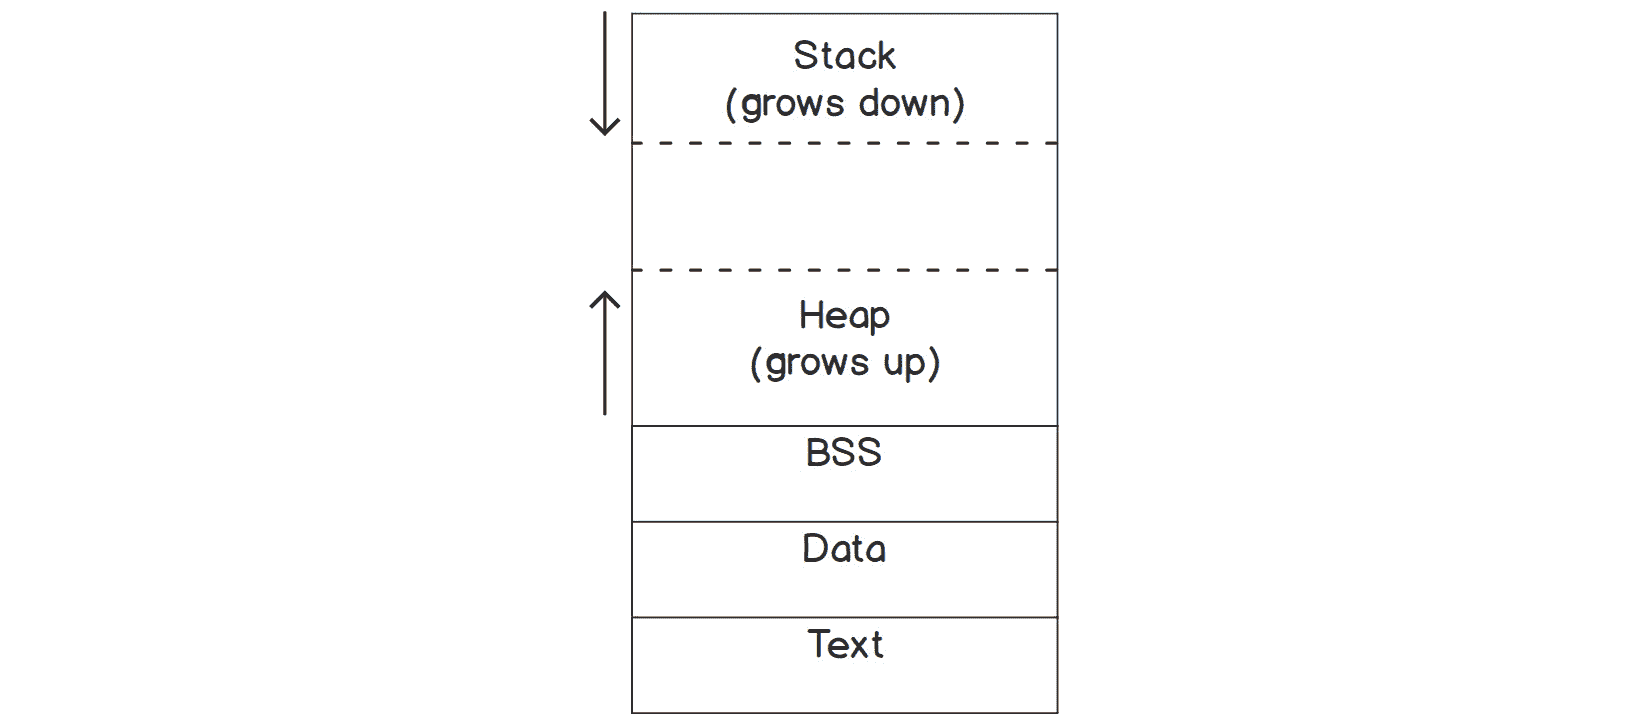 Stack
(grows down)
Heap
(grows up)
BSS
Data
Text